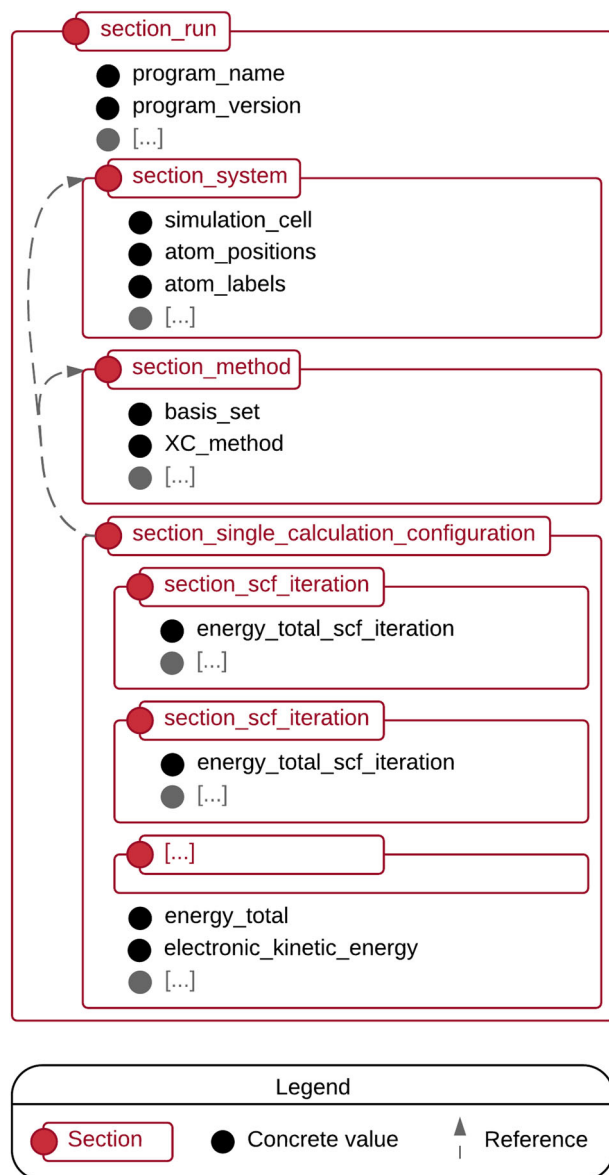 section_run
program_name
program_version
[...]
section_system
simulation_cell
atom_positions
atom_labels
[...]
section_method
basis_set
XC_method
[...]
section_single_calculation_configuration
section_scf_iteration
energy_total_scf_iteration
[...]
section_scf_iteration
energy_total_scf_iteration
[...]
[...]
energy_total
electronic_kinetic_energy
[...]
Legend
Section Concrete value Reference